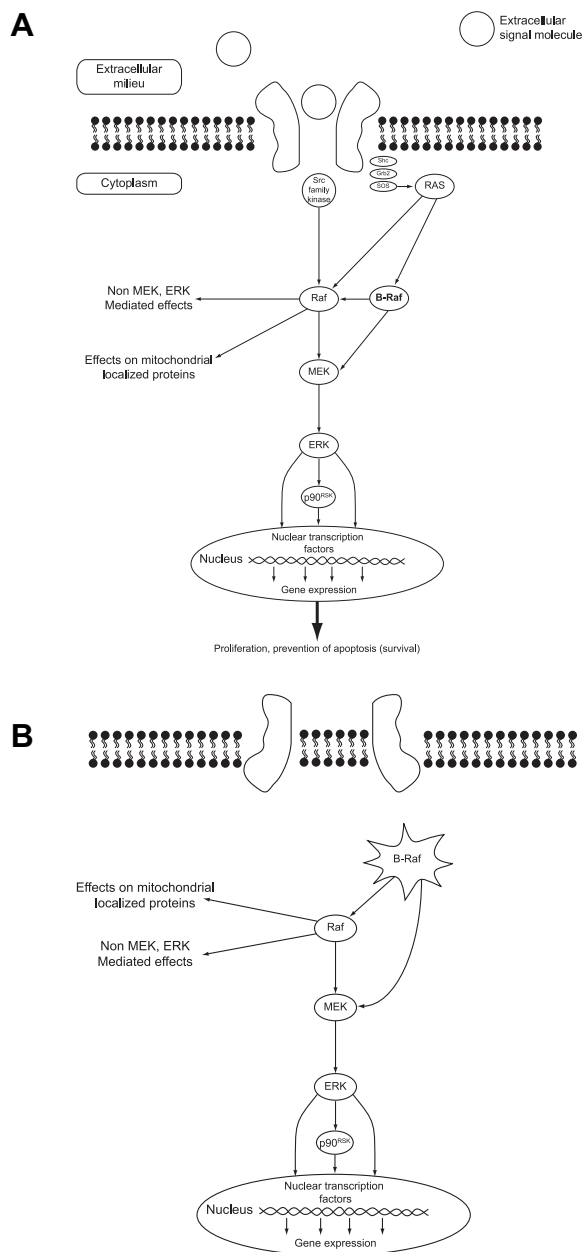 A
Extracellular
signal molecule
Extracellular
milieu
Cytoplasm
Src
family
kinase
Shc
Grb2
SOS
RAS
Non MEK, ERK
Mediated effects
Raf
B-Raf
Effects on mitochondrial
localized proteins
MEK
ERK
p90RSK
Nuclear transcription
factors
Nucleus
Gene expression
Proliferation, prevention of apoptosis (survival)
B
B-Raf
Effects on mitochondrial
localized proteins
Raf
Non MEK, ERK
Mediated effects
MEK
ERK
p90RSK
Nuclear transcription
factors
Nucleus
Gene expression